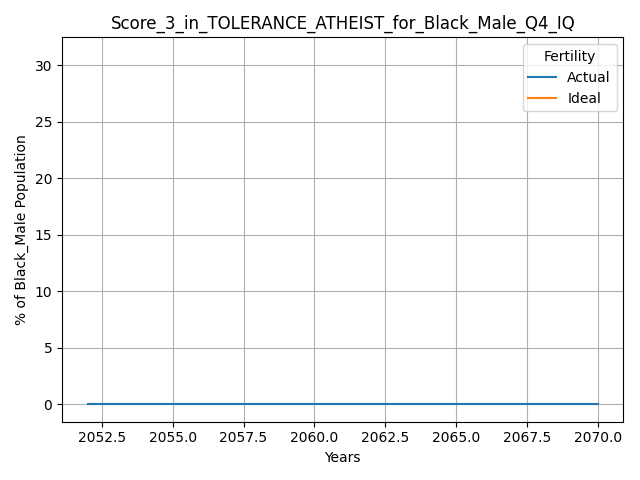 Score_3_in_TOLERANCE_ATHEIST_for_Black_Male_Q4_IQ
Fertility
Actual
Ideal
% of Black_Male Population
30
25
20
15
10
5
0
2052.5 2055.0 2057.5 2060.0 2062.5 2065.0 2067.5 2070.0
Years